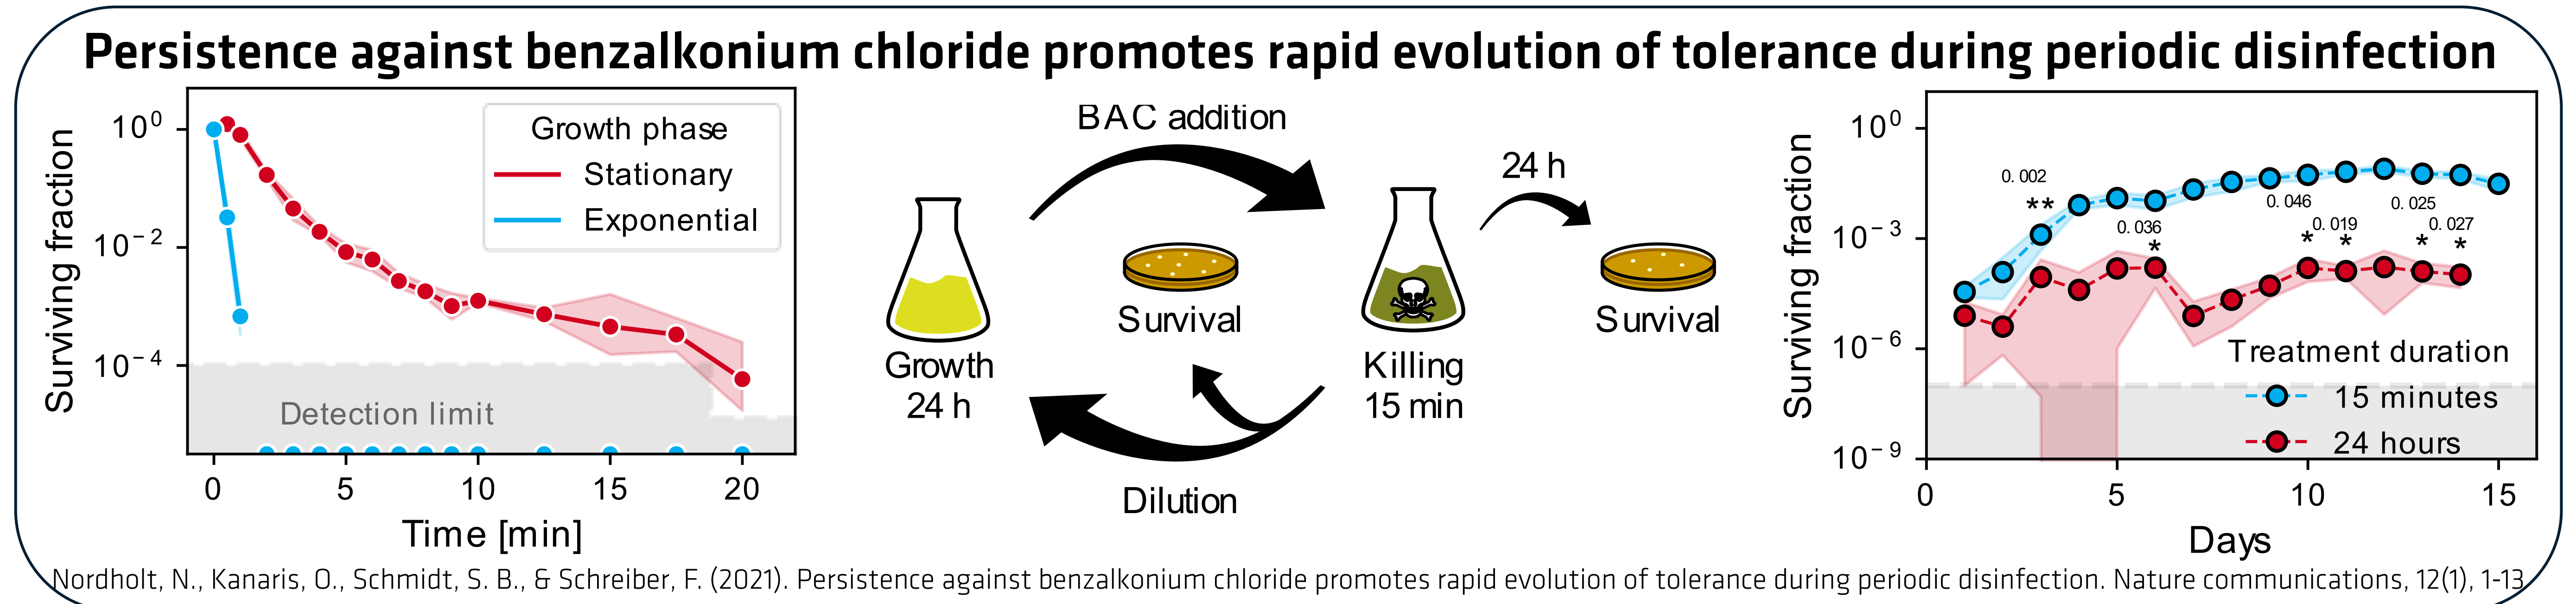 Persistence against benzalkonium chloride promotes rapid evolution of tolerance during periodic disinfection
Surviving fraction
10^0
10^-2
10^-4
Growth phase
Stationary
Exponential
Detection limit
0
5
10
15
20
Time [min]
BAC addition
24 h
Survival
Survival
Growth
24 h
Killing
15 min
Dilution
Surviving fraction
10^0
10^-3
10^-6
10^-9
0. 002
**
0. 036
*
0. 046
*
0. 019
*
0. 025
*
0. 027
*
Treatment duration
15 minutes
24 hours
0
5
10
15
Days
Nordholt, N., Kanaris, O., Schmidt, S. B., & Schreiber, F. (2021). Persistence against benzalkonium chloride promotes rapid evolution of tolerance during periodic disinfection. Nature communications, 12(1), 1-13